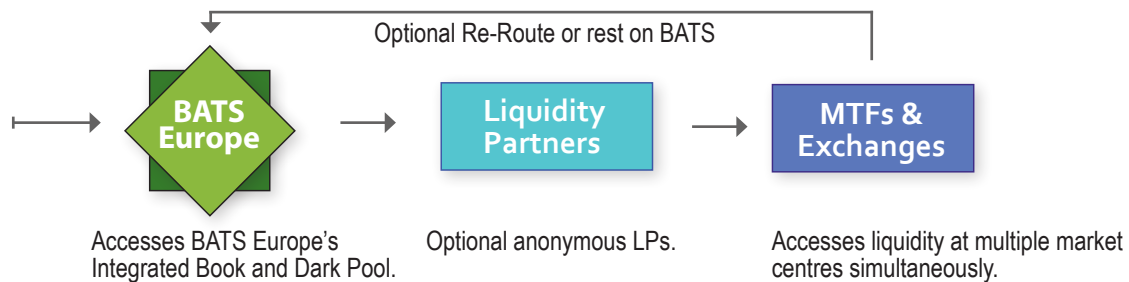 Optional Re-Route or rest on BATS
BATS
Europe
Liquidity
Partners
MTFs &
Exchanges
Accesses BATS Europe’s
Integrated Book and Dark Pool.
Optional anonymous LPs.
Accesses liquidity at multiple market
centres simultaneously.